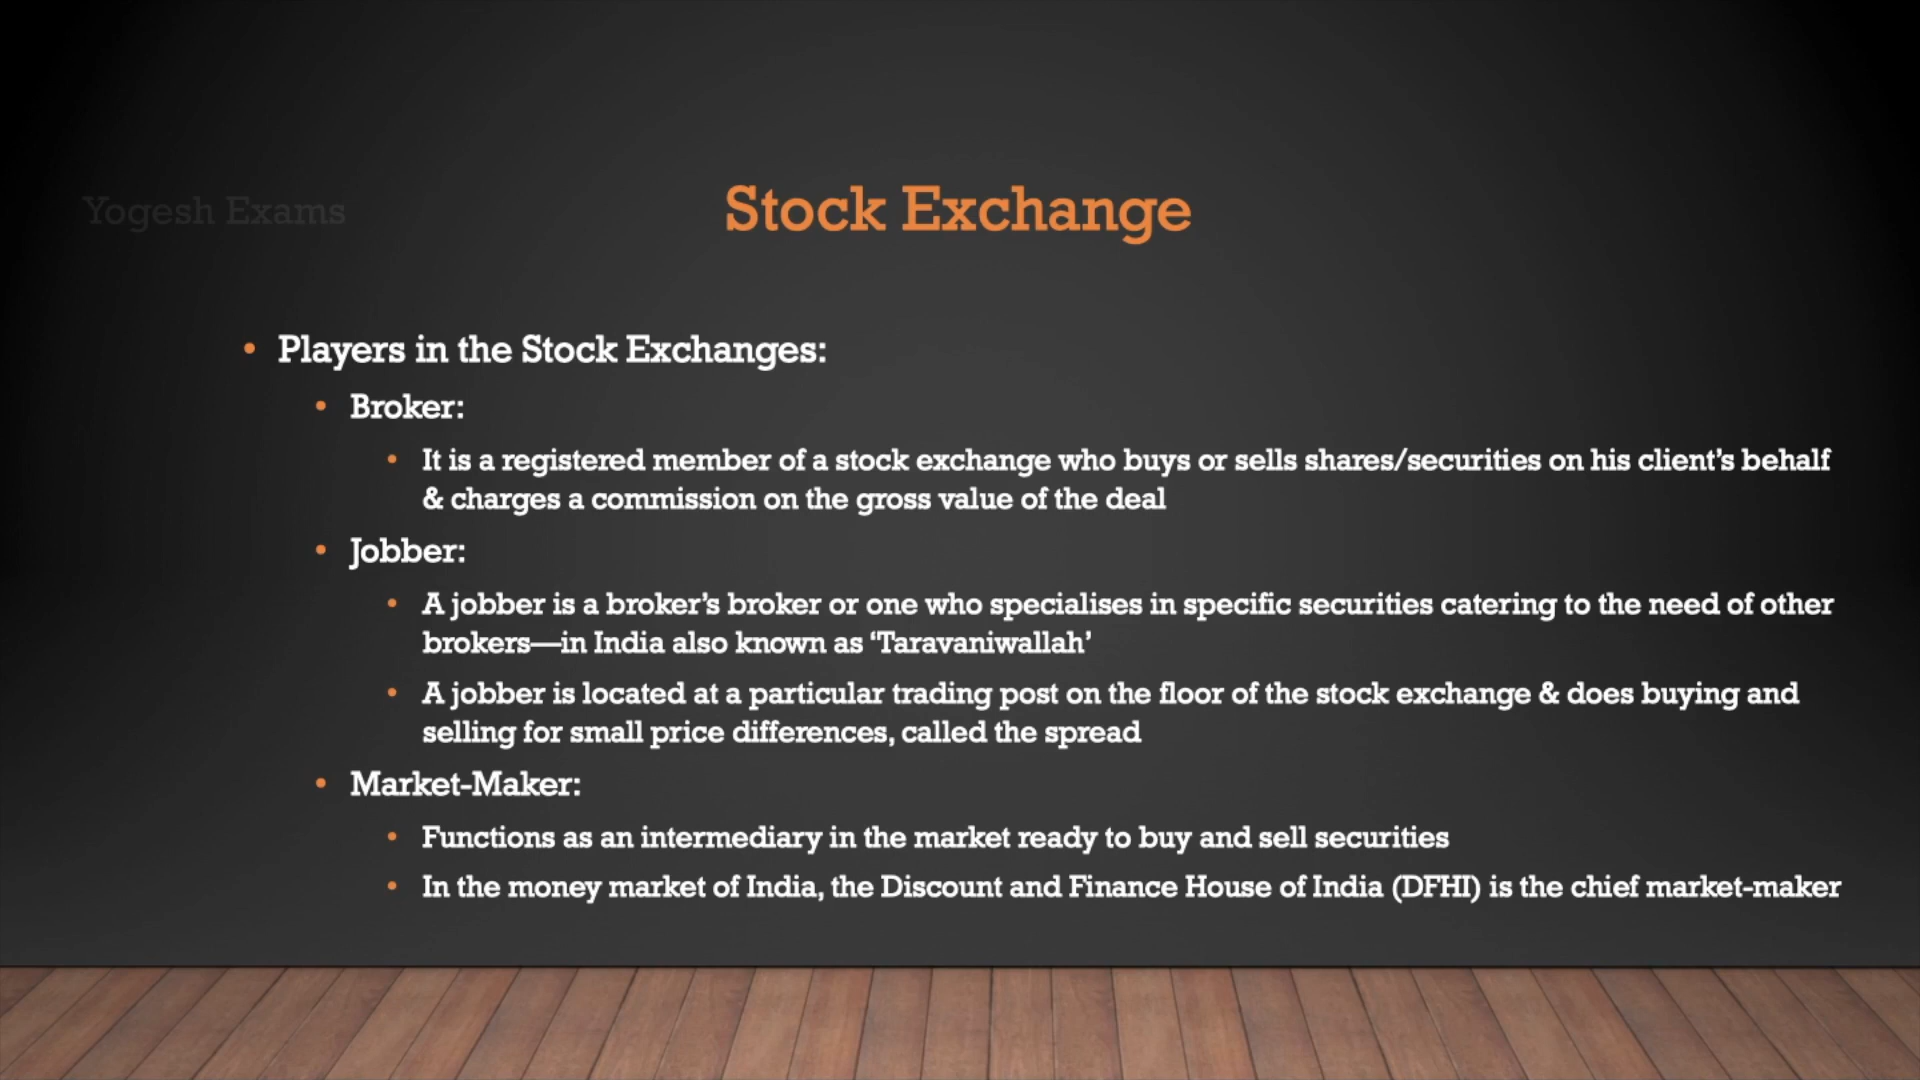 Yogesh Exams
Stock Exchange
• Players in the Stock Exchanges:
• Broker:
• It is a registered member of a stock exchange who buys or sells shares/securities on his client’s behalf
& charges a commission on the gross value of the deal
• Jobber:
• A jobber is a broker’s broker or one who specialises in specific securities catering to the need of other
brokers—in India also known as ‘Taravaniwallah’
• A jobber is located at a particular trading post on the floor of the stock exchange & does buying and
selling for small price differences, called the spread
• Market-Maker:
• Functions as an intermediary in the market ready to buy and sell securities
• In the money market of India, the Discount and Finance House of India (DFHI) is the chief market-maker